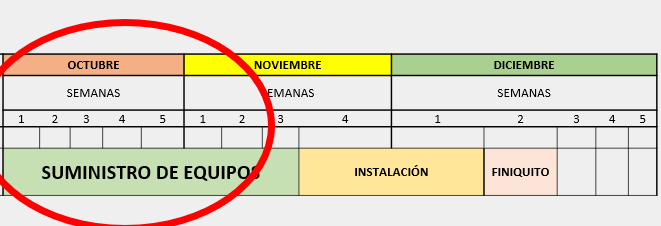 OCTUBRE NOVIEMBRE DICIEMBRE
SEMANAS SEMANAS SEMANAS
1 2 3 4 5 1 2 3 4 1 2 3 4 5
SUMINISTRO DE EQUIPOS INSTALACIÓN FINIQUITO